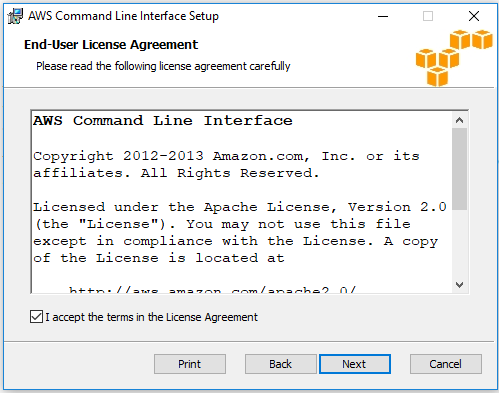 AWS Command Line Interface Setup
End-User License Agreement
Please read the following license agreement carefully
AWS Command Line Interface
Copyright 2012-2013 Amazon.com, Inc. or its
affiliates. All Rights Reserved.
Licensed under the Apache License, Version 2.0
(the "License"). You may not use this file
except in compliance with the License. A copy
of the License is located at
http://aws.amazon.com/apache2.0/
I accept the terms in the License Agreement
Print Back Next Cancel